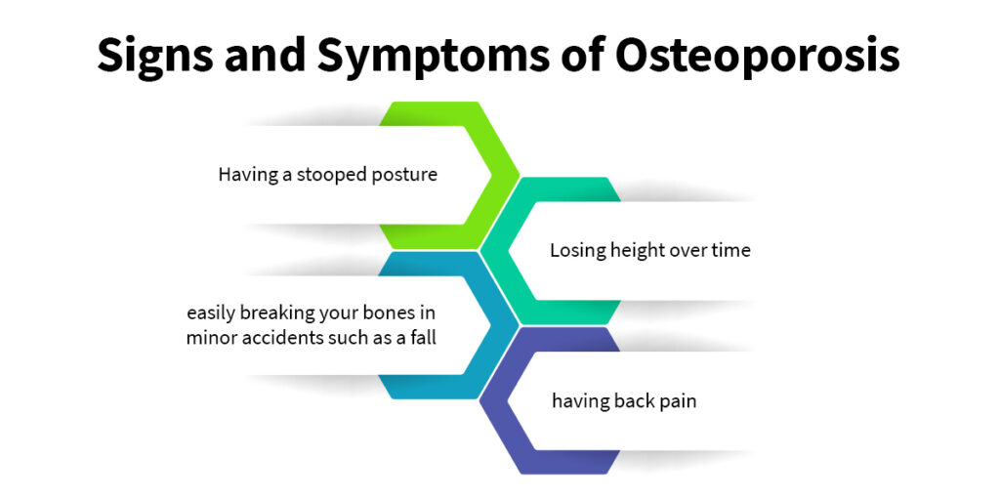 Signs and Symptoms of Osteoporosis
Having a stooped posture
Losing height over time
easily breaking your bones in
minor accidents such as a fall
having back pain